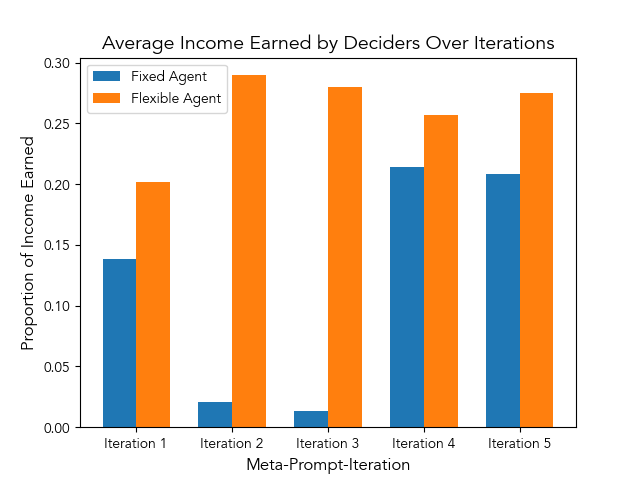 Average Income Earned by Deciders Over Iterations
Fixed Agent
Flexible Agent
Proportion of Income Earned
0.30
0.25
0.20
0.15
0.10
0.05
0.00
Iteration 1
Iteration 2
Iteration 3
Iteration 4
Iteration 5
Meta-Prompt-Iteration